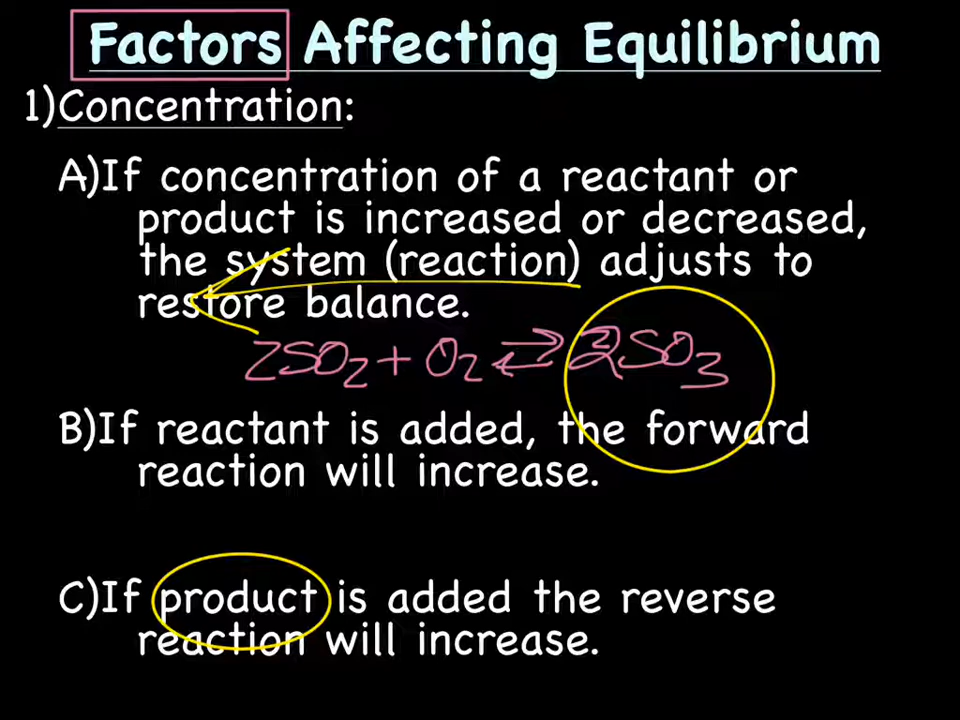 Factors Affecting Equilibrium
1)Concentration:
A)If concentration of a reactant or
product is increased or decreased,
the system (reaction) adjusts to
restore balance.
2SO₂ + O₂ ⇌ 2SO₃
B)If reactant is added, the forward
reaction will increase.
C)If product is added the reverse
reaction will increase.